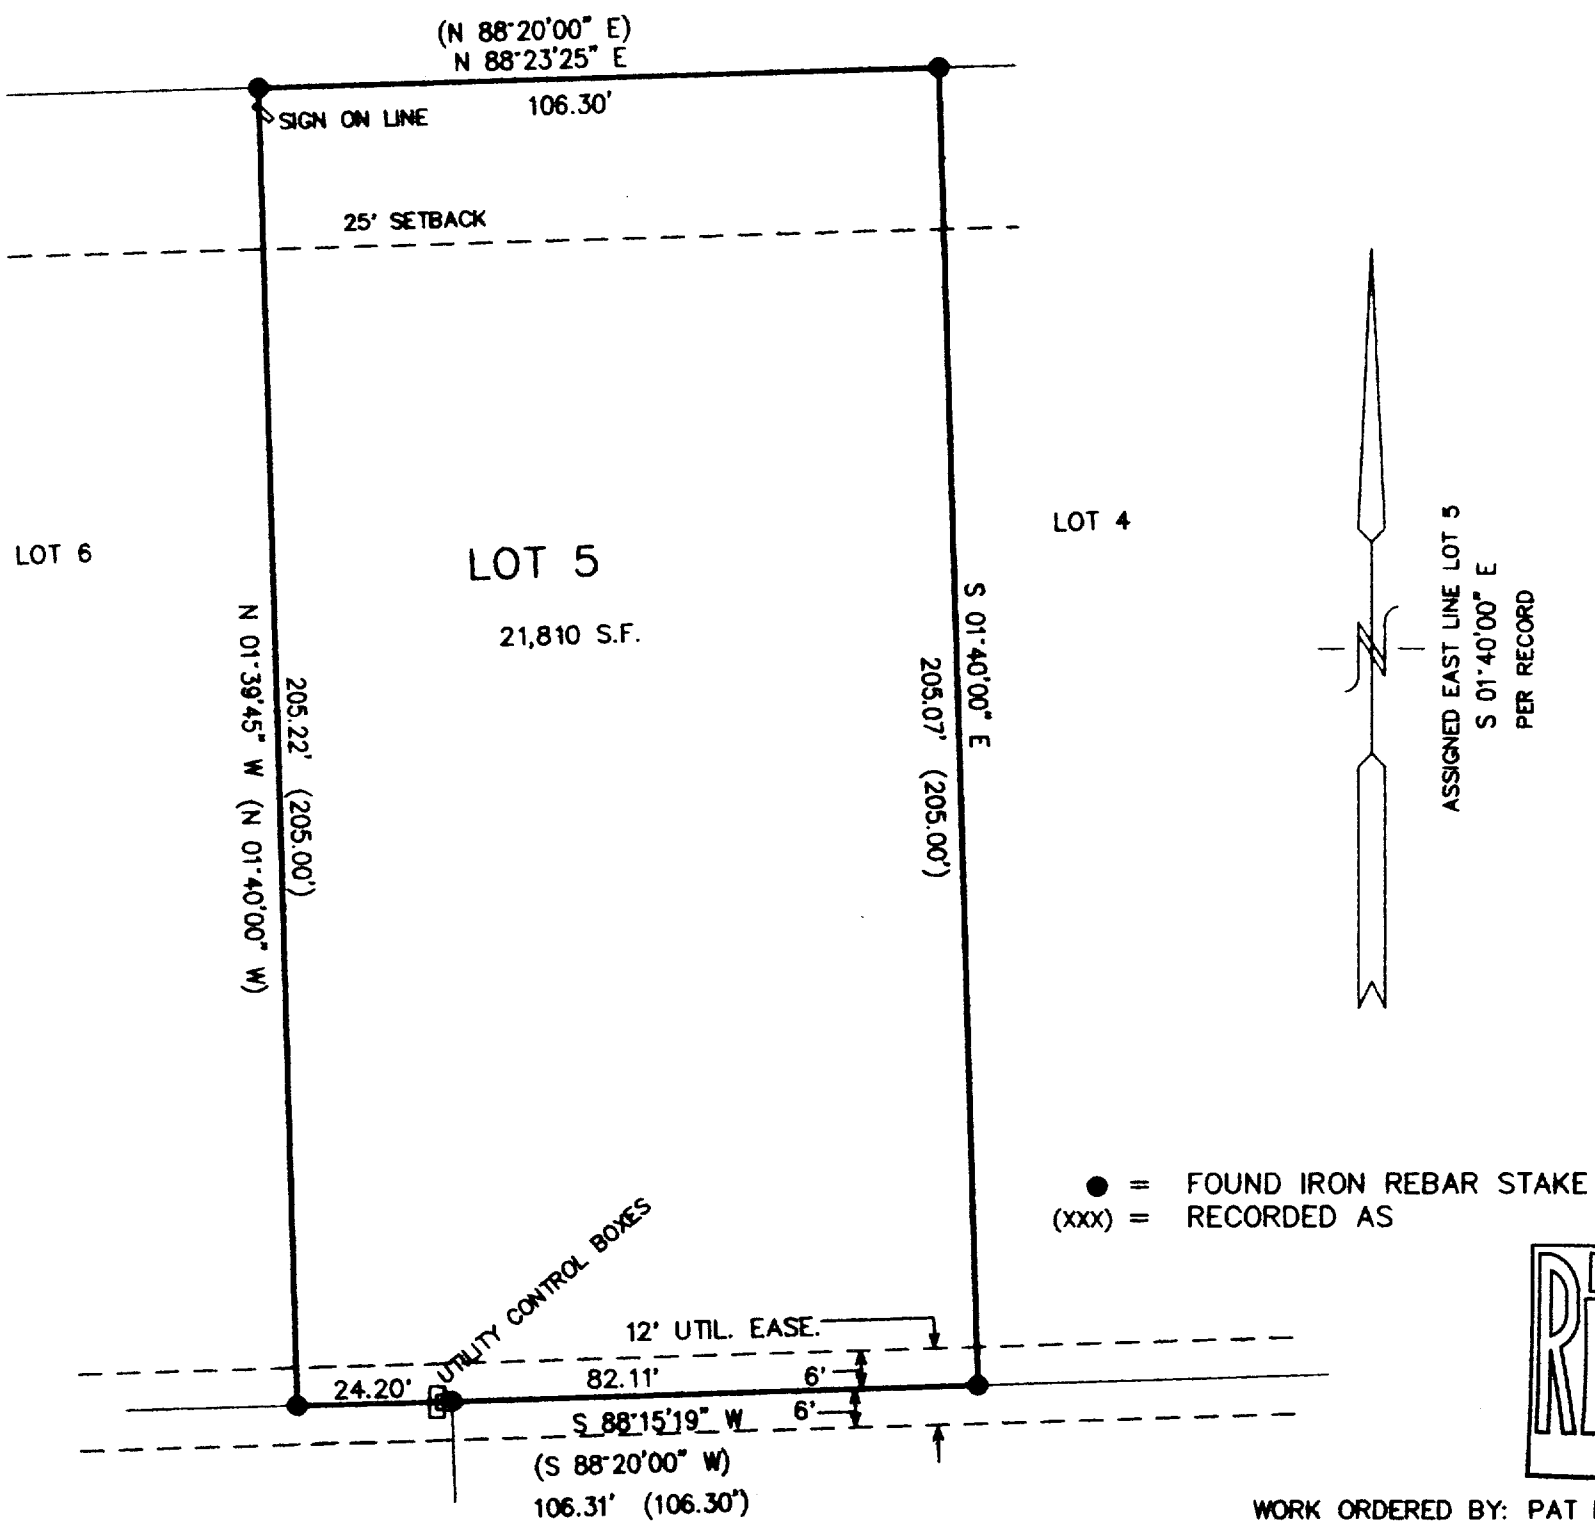 (N 88°20'00" E)
N 88°23'25" E
106.30'
SIGN ON LINE
25' SETBACK
LOT 6
LOT 5
21,810 S.F.
LOT 4
N 01°39'45" W (N 01°40'00" W)
205.22' (205.00')
S 01°40'00" E
205.07' (205.00')
N
ASSIGNED EAST LINE LOT 5
S 01°40'00" E
PER RECORD
● = FOUND IRON REBAR STAKE
(XXX) = RECORDED AS
UTILITY CONTROL BOXES
12' UTIL. EASE.
24.20'
82.11'
6'
S 88°15'19" W
6'
(S 88°20'00" W)
106.31' (106.30')
WORK ORDERED BY: PAT